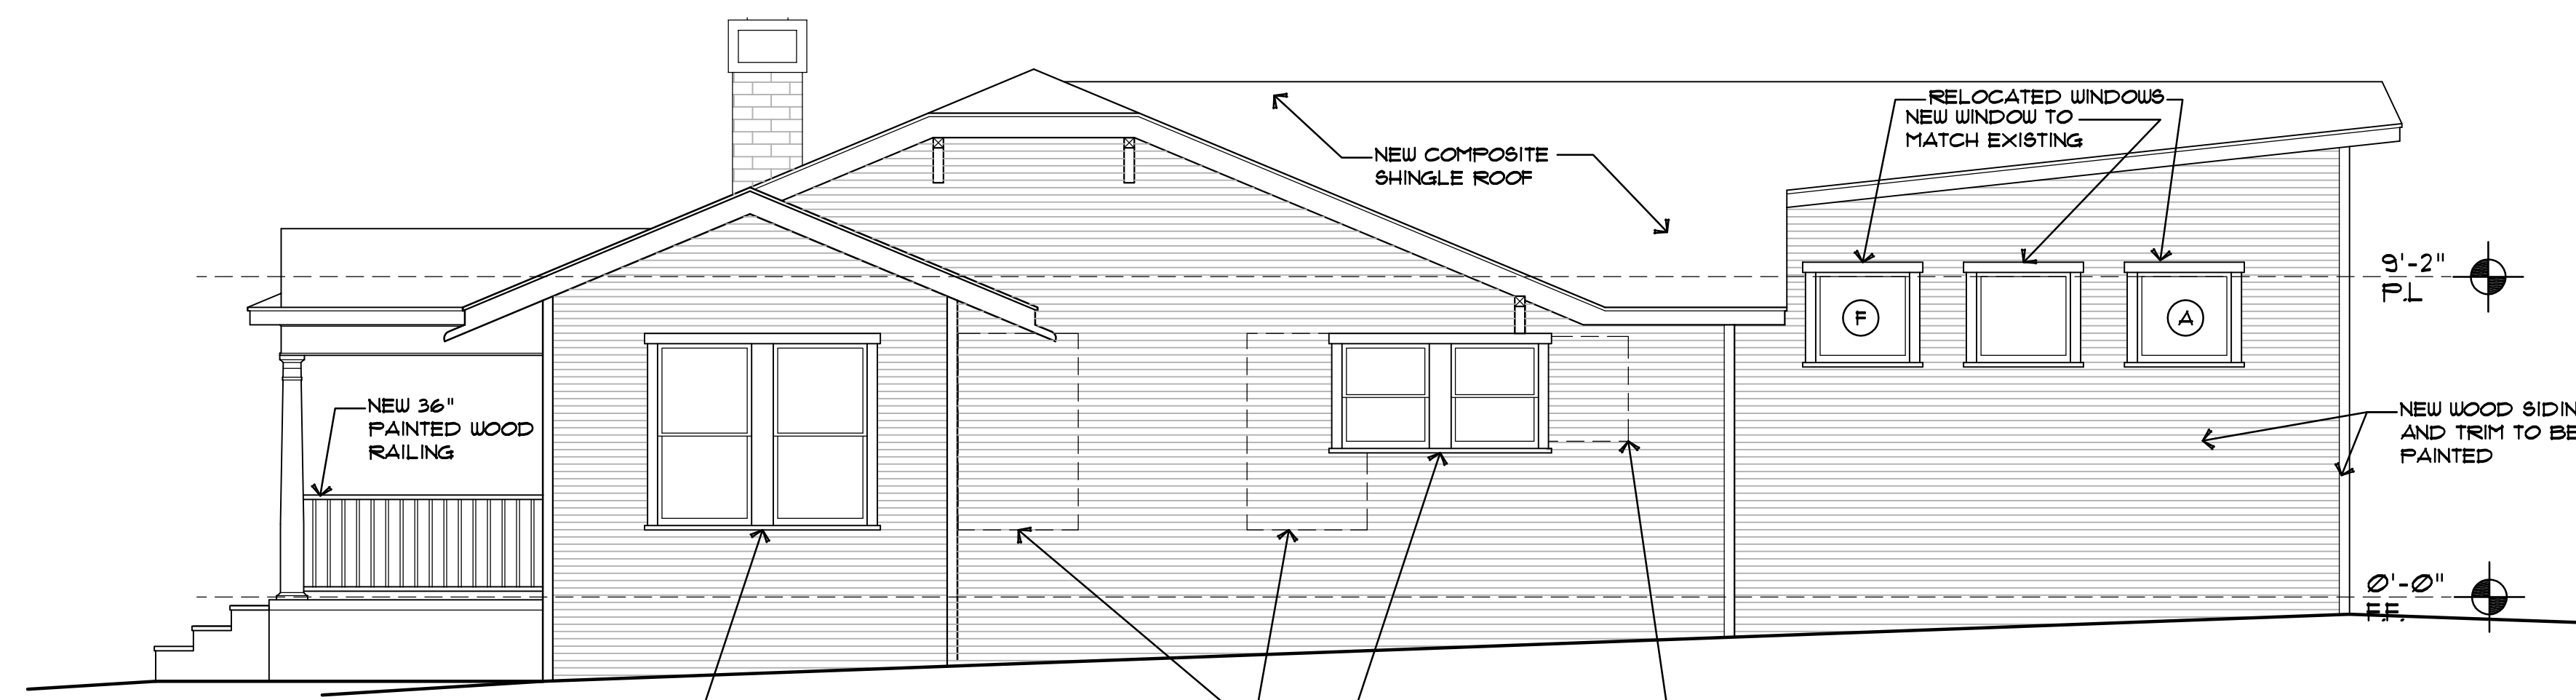 RELOCATED WINDOWS
NEW WINDOW TO
MATCH EXISTING
NEW COMPOSITE
SHINGLE ROOF
9'-2"
P.L
F
A
NEW 36"
PAINTED WOOD
RAILING
NEW WOOD SIDIN
AND TRIM TO BE
PAINTED
0'-0"
F.F.